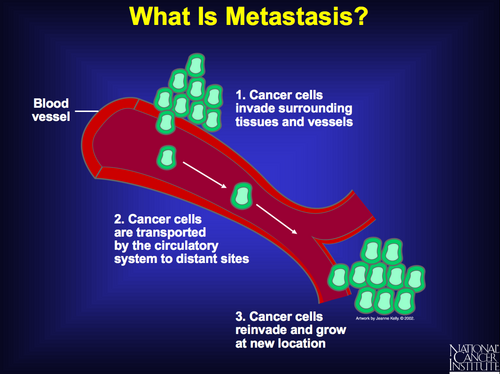 What Is Metastasis?
Blood
vessel
1. Cancer cells
invade surrounding
tissues and vessels
2. Cancer cells
are transported
by the circulatory
system to distant sites
3. Cancer cells
reinvade and grow
at new location
Artwork by Jeanne Kelly © 2002.
NATIONAL
CANCER
INSTITUTE